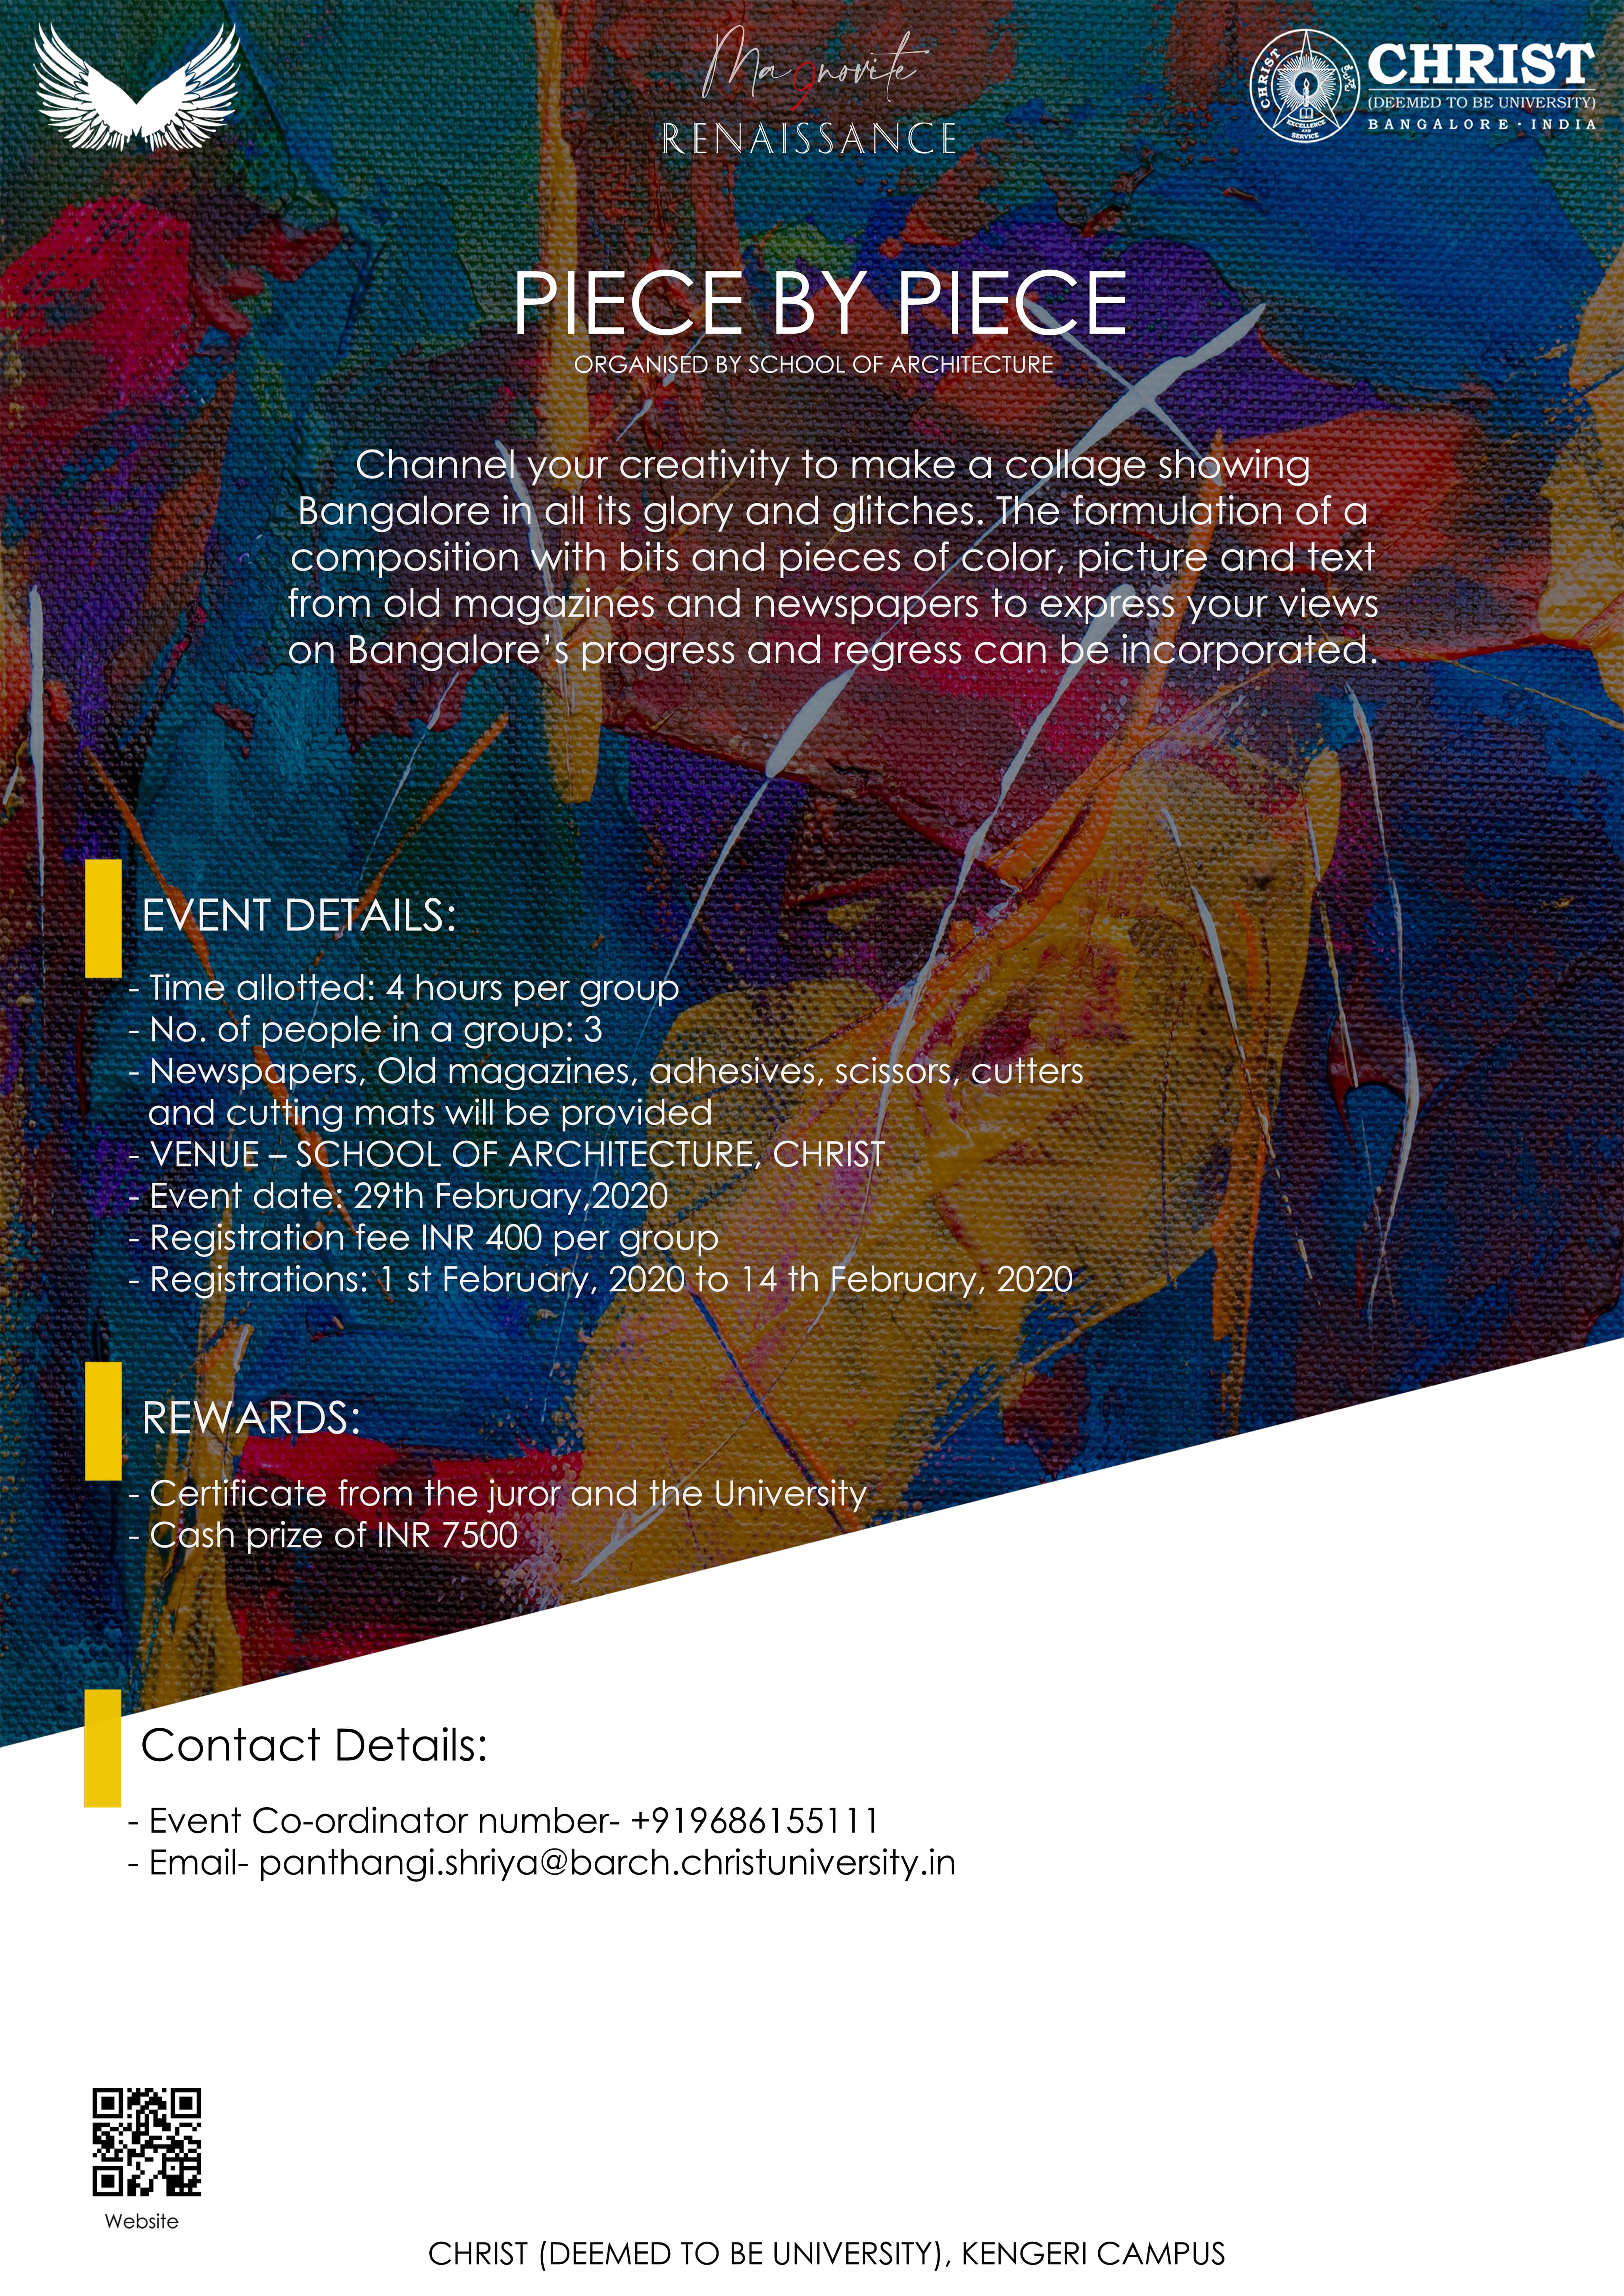 Magnovite
RENAISSANCE
CHRIST
(DEEMED TO BE UNIVERSITY)
BANGALORE · INDIA
CHRIST
EXCELLENCE
AND
SERVICE
PIECE BY PIECE
ORGANISED BY SCHOOL OF ARCHITECTURE
Channel your creativity to make a collage showing
Bangalore in all its glory and glitches. The formulation of a
composition with bits and pieces of color, picture and text
from old magazines and newspapers to express your views
on Bangalore’s progress and regress can be incorporated.
EVENT DETAILS:
- Time allotted: 4 hours per group
- No. of people in a group: 3
- Newspapers, Old magazines, adhesives, scissors, cutters
and cutting mats will be provided
- VENUE – SCHOOL OF ARCHITECTURE, CHRIST
- Event date: 29th February,2020
- Registration fee INR 400 per group
- Registrations: 1 st February, 2020 to 14 th February, 2020
REWARDS:
- Certificate from the juror and the University
- Cash prize of INR 7500
Contact Details:
- Event Co-ordinator number- +919686155111
- Email- panthangi.shriya@barch.christuniversity.in
Website
CHRIST (DEEMED TO BE UNIVERSITY), KENGERI CAMPUS